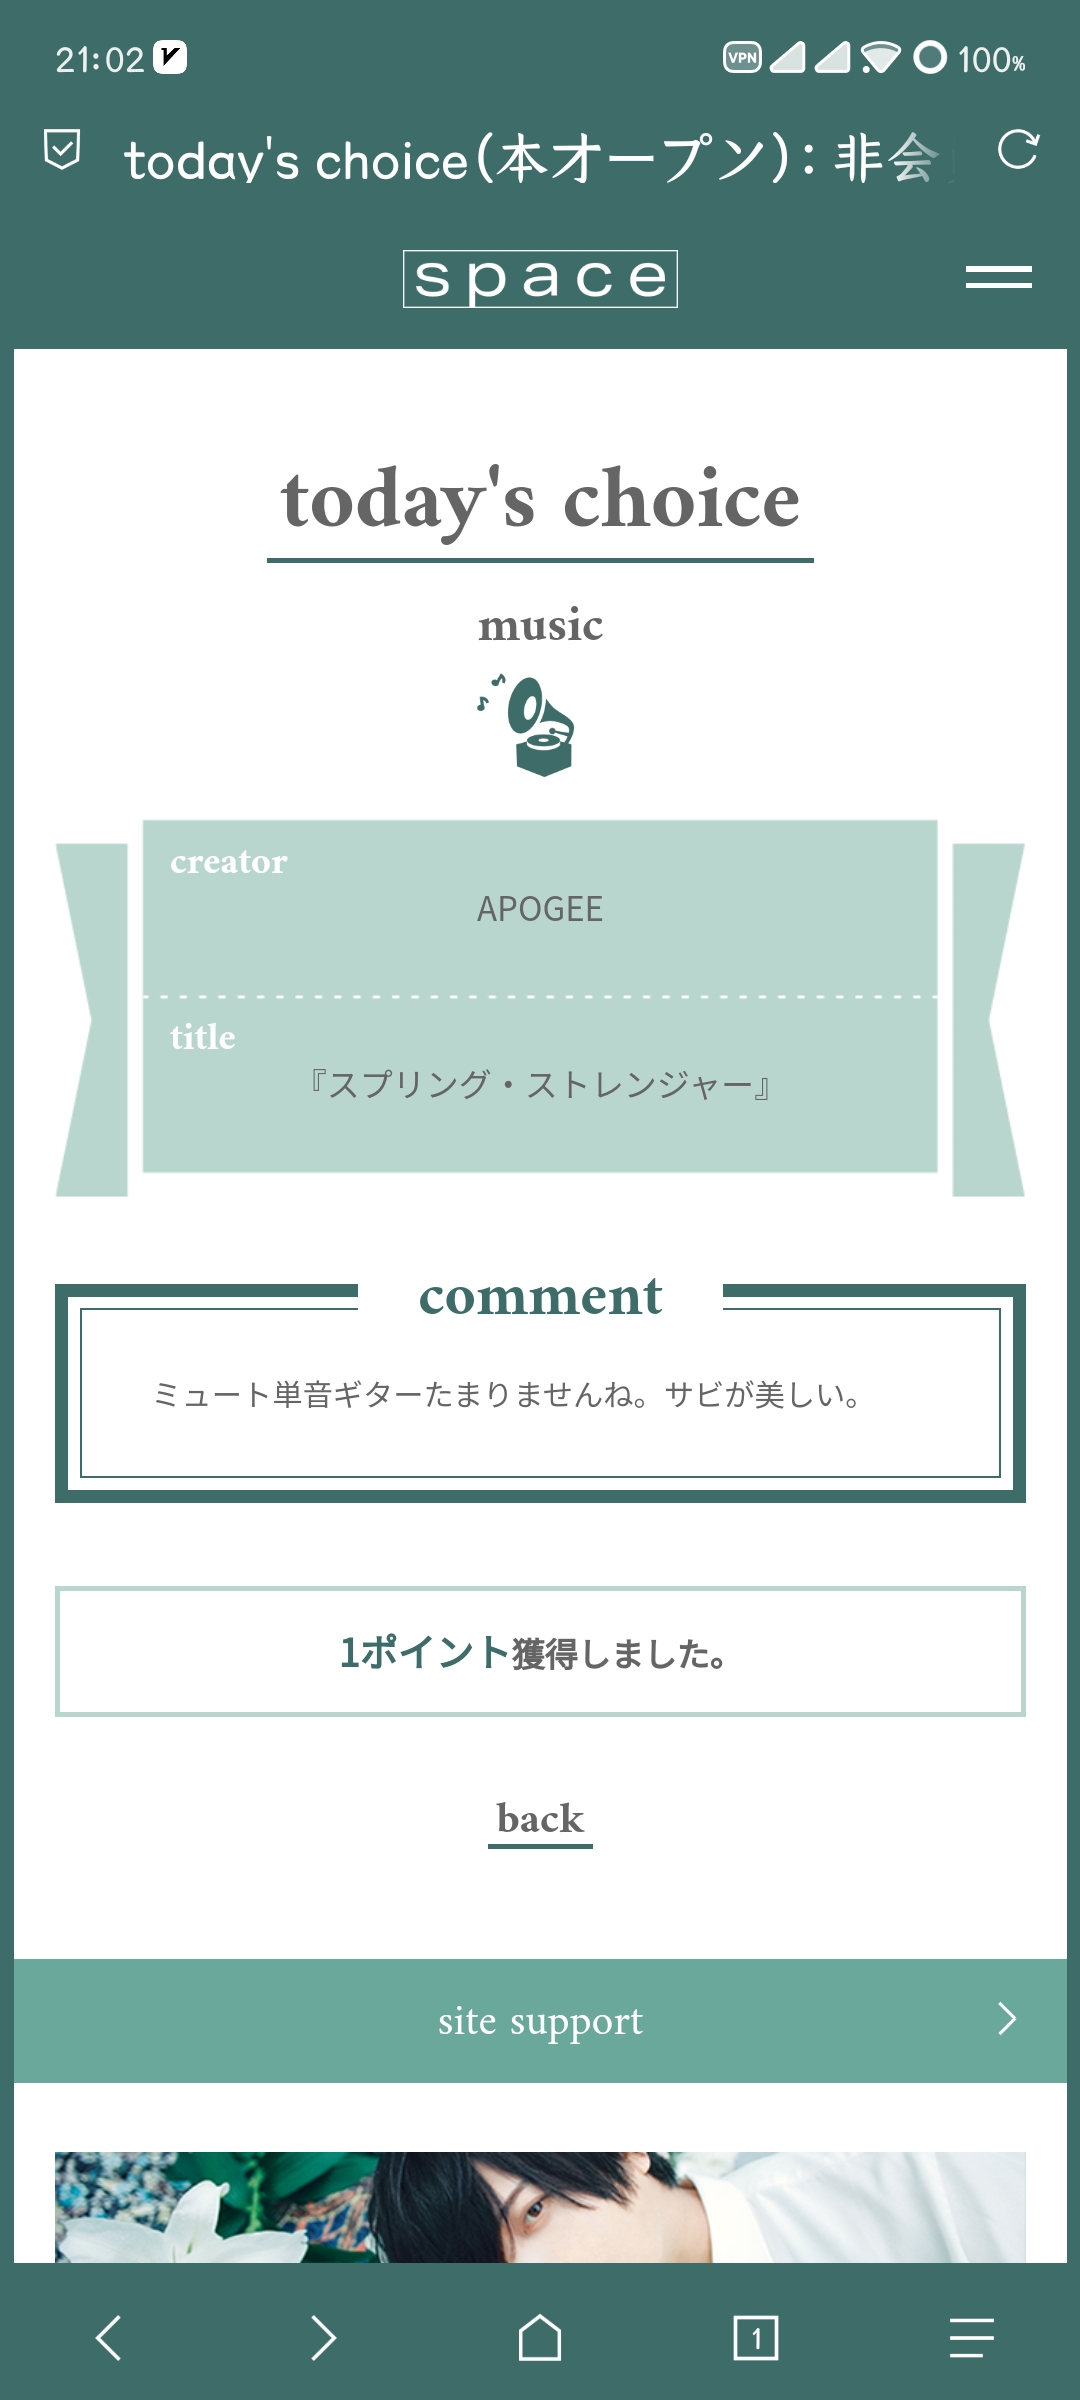 21:02
VPN
100%
today's choice(本オープン): 非会
space
today's choice
music
creator
APOGEE
title
『スプリング・ストレンジャー』
comment
ミュート単音ギターたまりませんね。サビが美しい。
1ポイント獲得しました。
back
site support
1